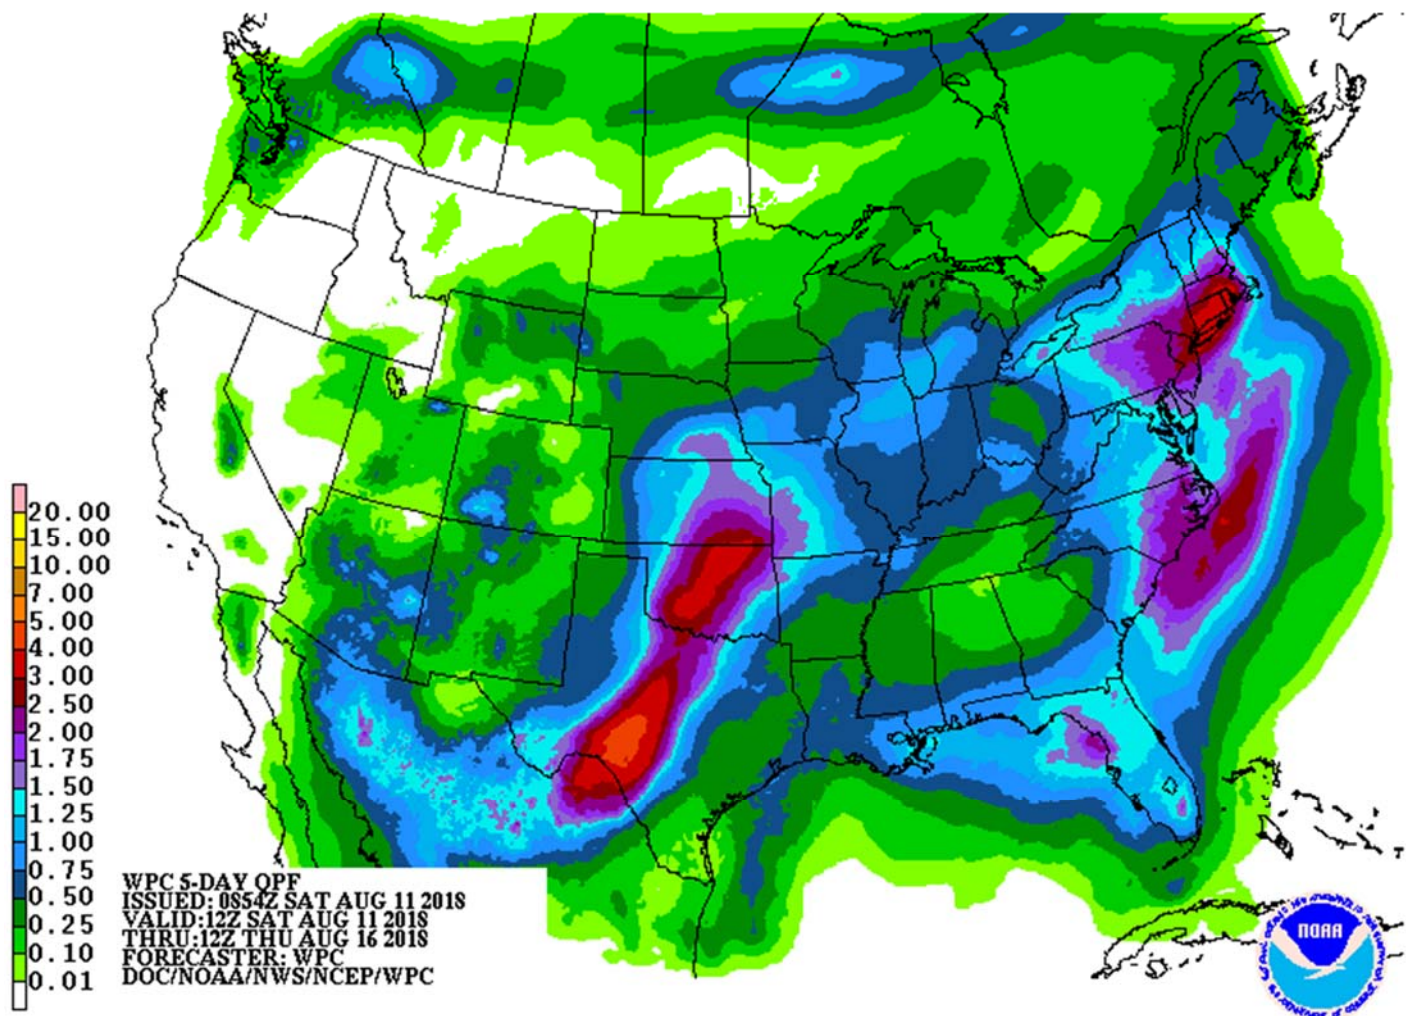 20.00
15.00
10.00
7.00
5.00
4.00
3.00
2.50
2.00
1.75
1.50
1.25
1.00
0.75
0.50
0.25
0.10
0.01
WPC 5-DAY QPF
ISSUED: 0854Z SAT AUG 11 2018
VALID:12Z SAT AUG 11 2018
THRU:12Z THU AUG 16 2018
FORECASTER: WPC
DOC/NOAA/NWS/NCEP/WPC
NOAA